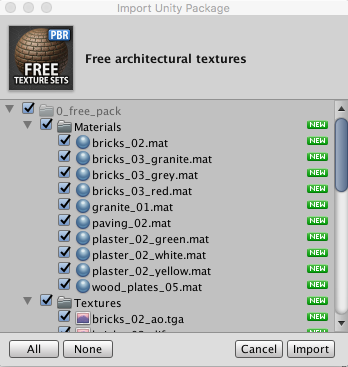 Import Unity Package
PBR
FREE
TEXTURE SETS
Free architectural textures
0_free_pack
Materials NEW
bricks_02.mat NEW
bricks_03_granite.mat NEW
bricks_03_grey.mat NEW
bricks_03_red.mat NEW
granite_01.mat NEW
paving_02.mat NEW
plaster_02_green.mat NEW
plaster_02_white.mat NEW
plaster_02_yellow.mat NEW
wood_plates_05.mat NEW
Textures NEW
bricks_02_ao.tga NEW
All None Cancel Import